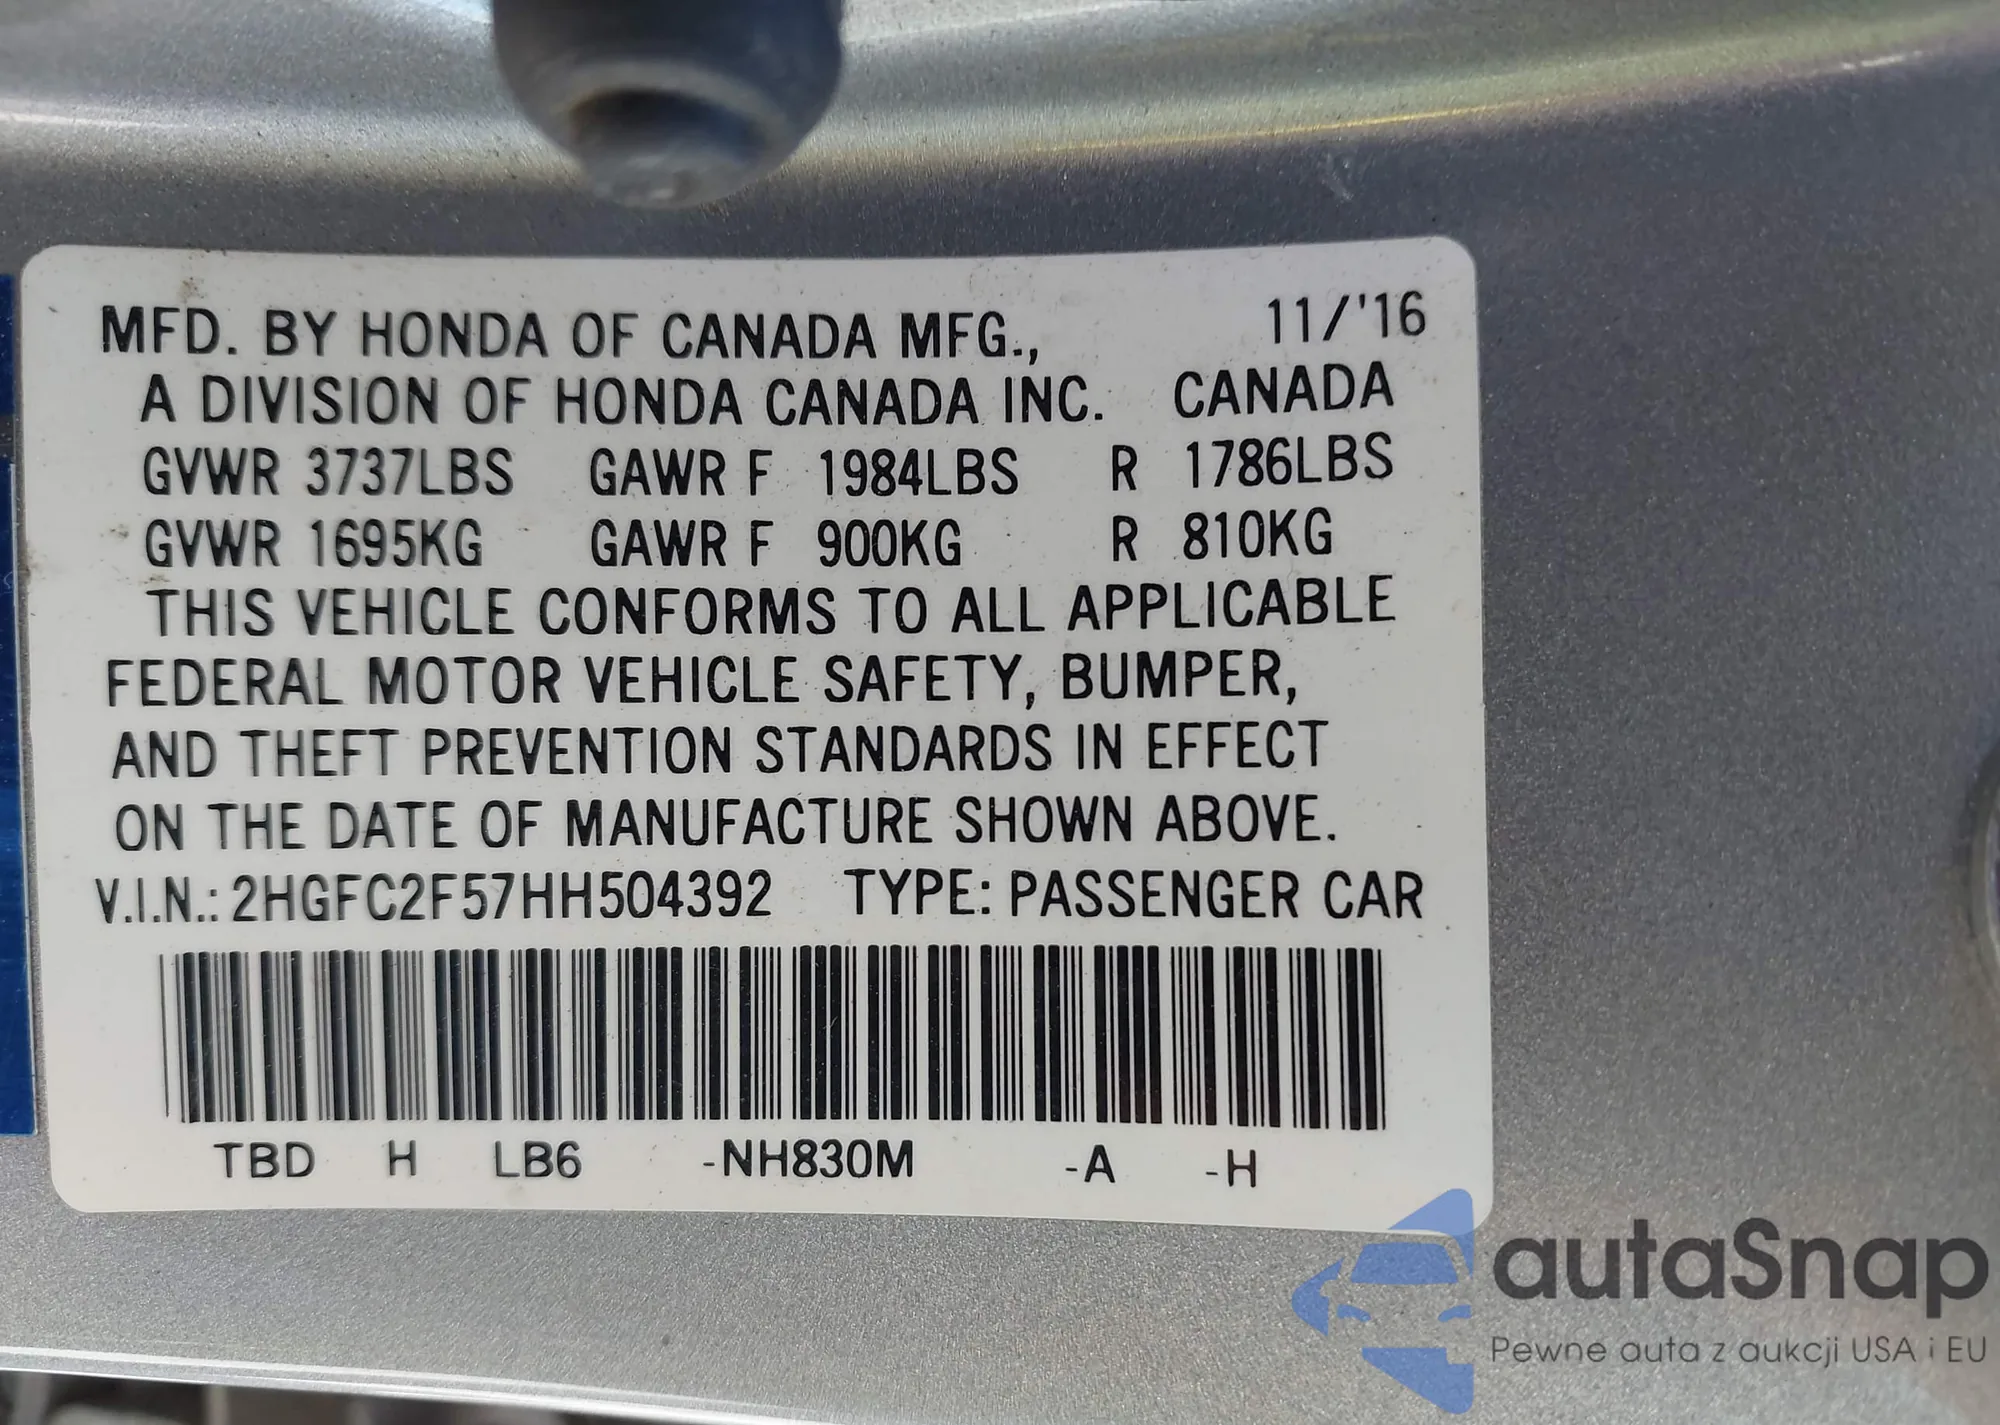 MFD. BY HONDA OF CANADA MFG., 11/'16
A DIVISION OF HONDA CANADA INC. CANADA
GVWR 3737LBS GAWR F 1984LBS R 1786LBS
GVWR 1695KG GAWR F 900KG R 810KG
THIS VEHICLE CONFORMS TO ALL APPLICABLE
FEDERAL MOTOR VEHICLE SAFETY, BUMPER,
AND THEFT PREVENTION STANDARDS IN EFFECT
ON THE DATE OF MANUFACTURE SHOWN ABOVE.
V.I.N.: 2HGFC2F57HH504392 TYPE: PASSENGER CAR
TBD H LB6 -NH830M -A -H
autaSnap
Pewne auta z aukcji USA i EU